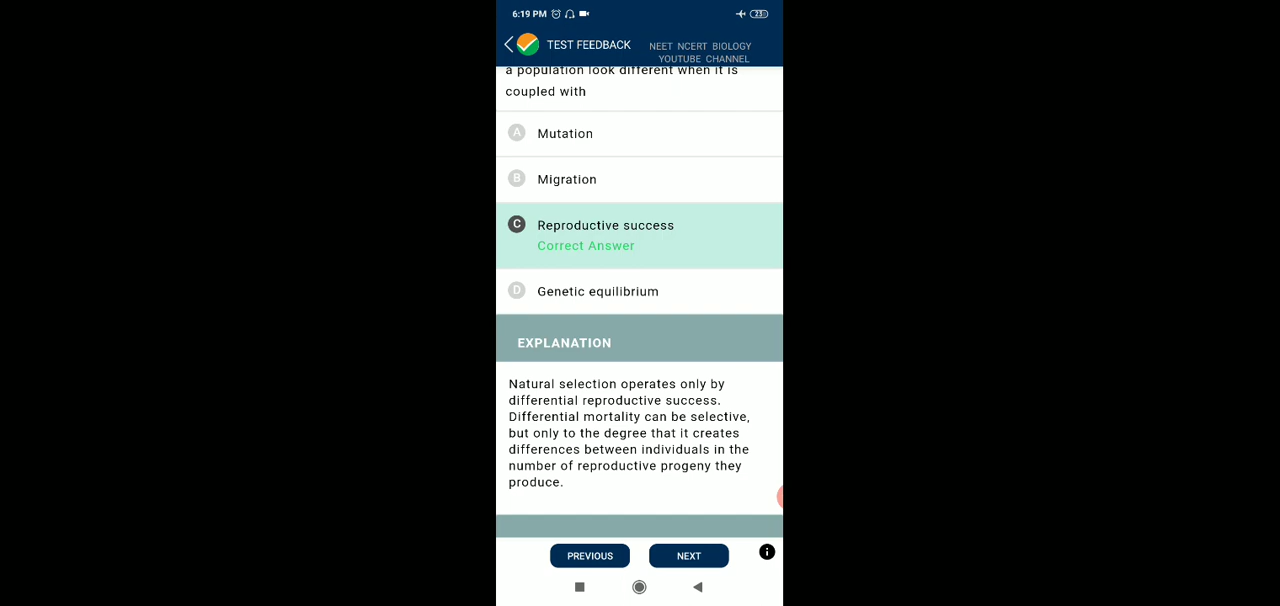 6:19 PM
23
TEST FEEDBACK
NEET NCERT BIOLOGY
YOUTUBE CHANNEL
a population look different when it is
coupled with
A Mutation
B Migration
C Reproductive success
Correct Answer
D Genetic equilibrium
EXPLANATION
Natural selection operates only by
differential reproductive success.
Differential mortality can be selective,
but only to the degree that it creates
differences between individuals in the
number of reproductive progeny they
produce.
PREVIOUS
NEXT
i